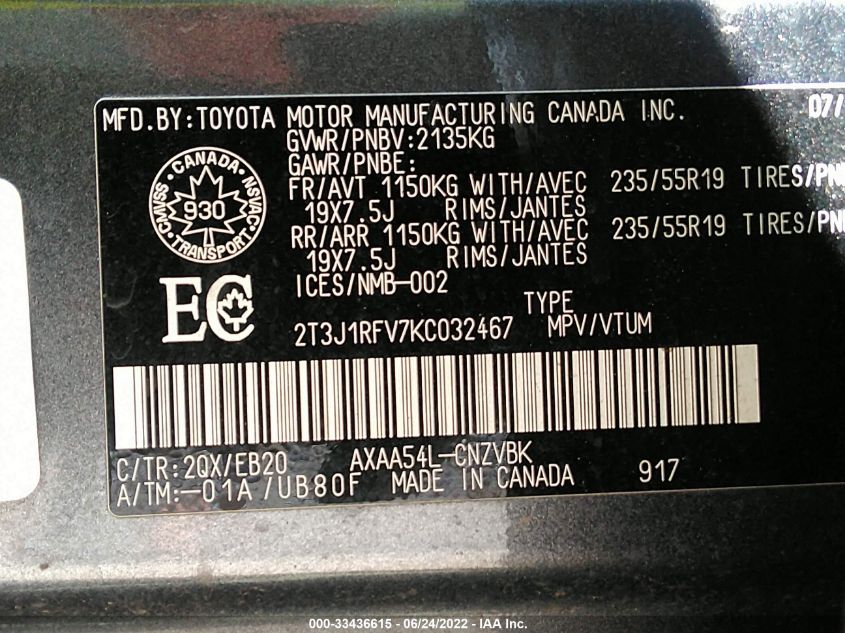 MFD.BY:TOYOTA MOTOR MANUFACTURING CANADA INC. 07/
GVWR/PNBV:2135KG
GAWR/PNBE:
FR/AVT 1150KG WITH/AVEC 235/55R19 TIRES/PN
19X7.5J RIMS/JANTES
RR/ARR 1150KG WITH/AVEC 235/55R19 TIRES/PN
19X7.5J RIMS/JANTES
ICES/NMB-002
CANADA
CMVSS 930 NSVAC
TRANSPORT
EC
TYPE
2T3J1RFV7KC032467 MPV/VTUM
C/TR:2QX/EB20 AXAA54L-CNZVBK
A/TM:-01A/UB80F MADE IN CANADA 917
000-33436615 - 06/24/2022 - IAA Inc.